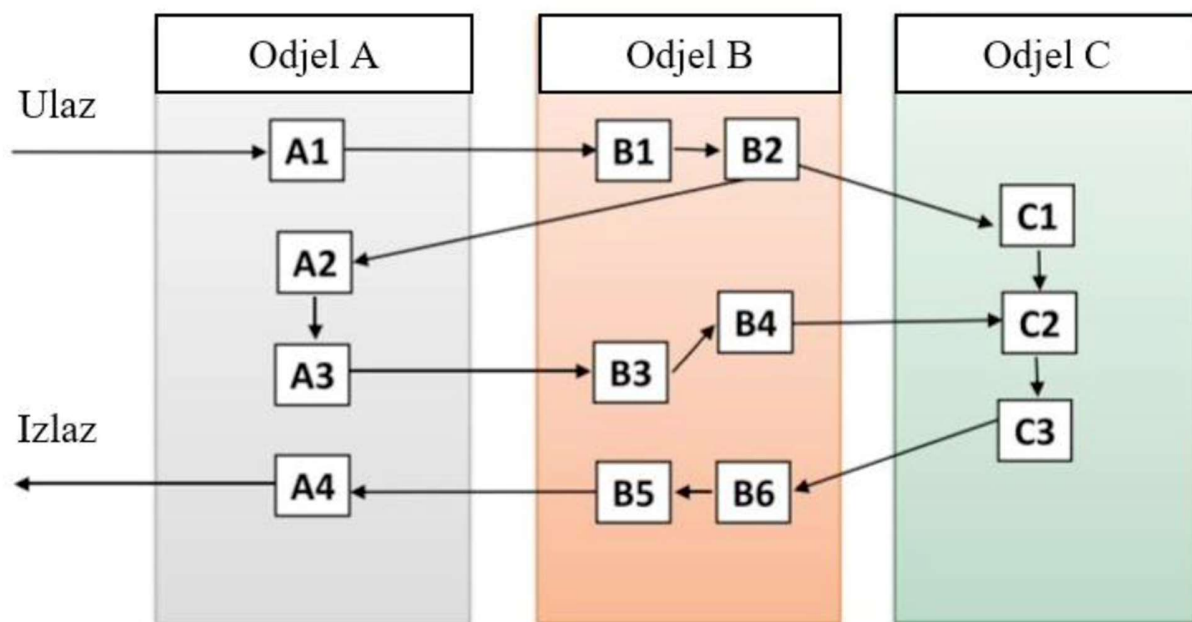 Odjel A
Odjel B
Odjel C
Ulaz
A1
B1
B2
C1
A2
B4
C2
A3
B3
Izlaz
C3
A4
B5
B6